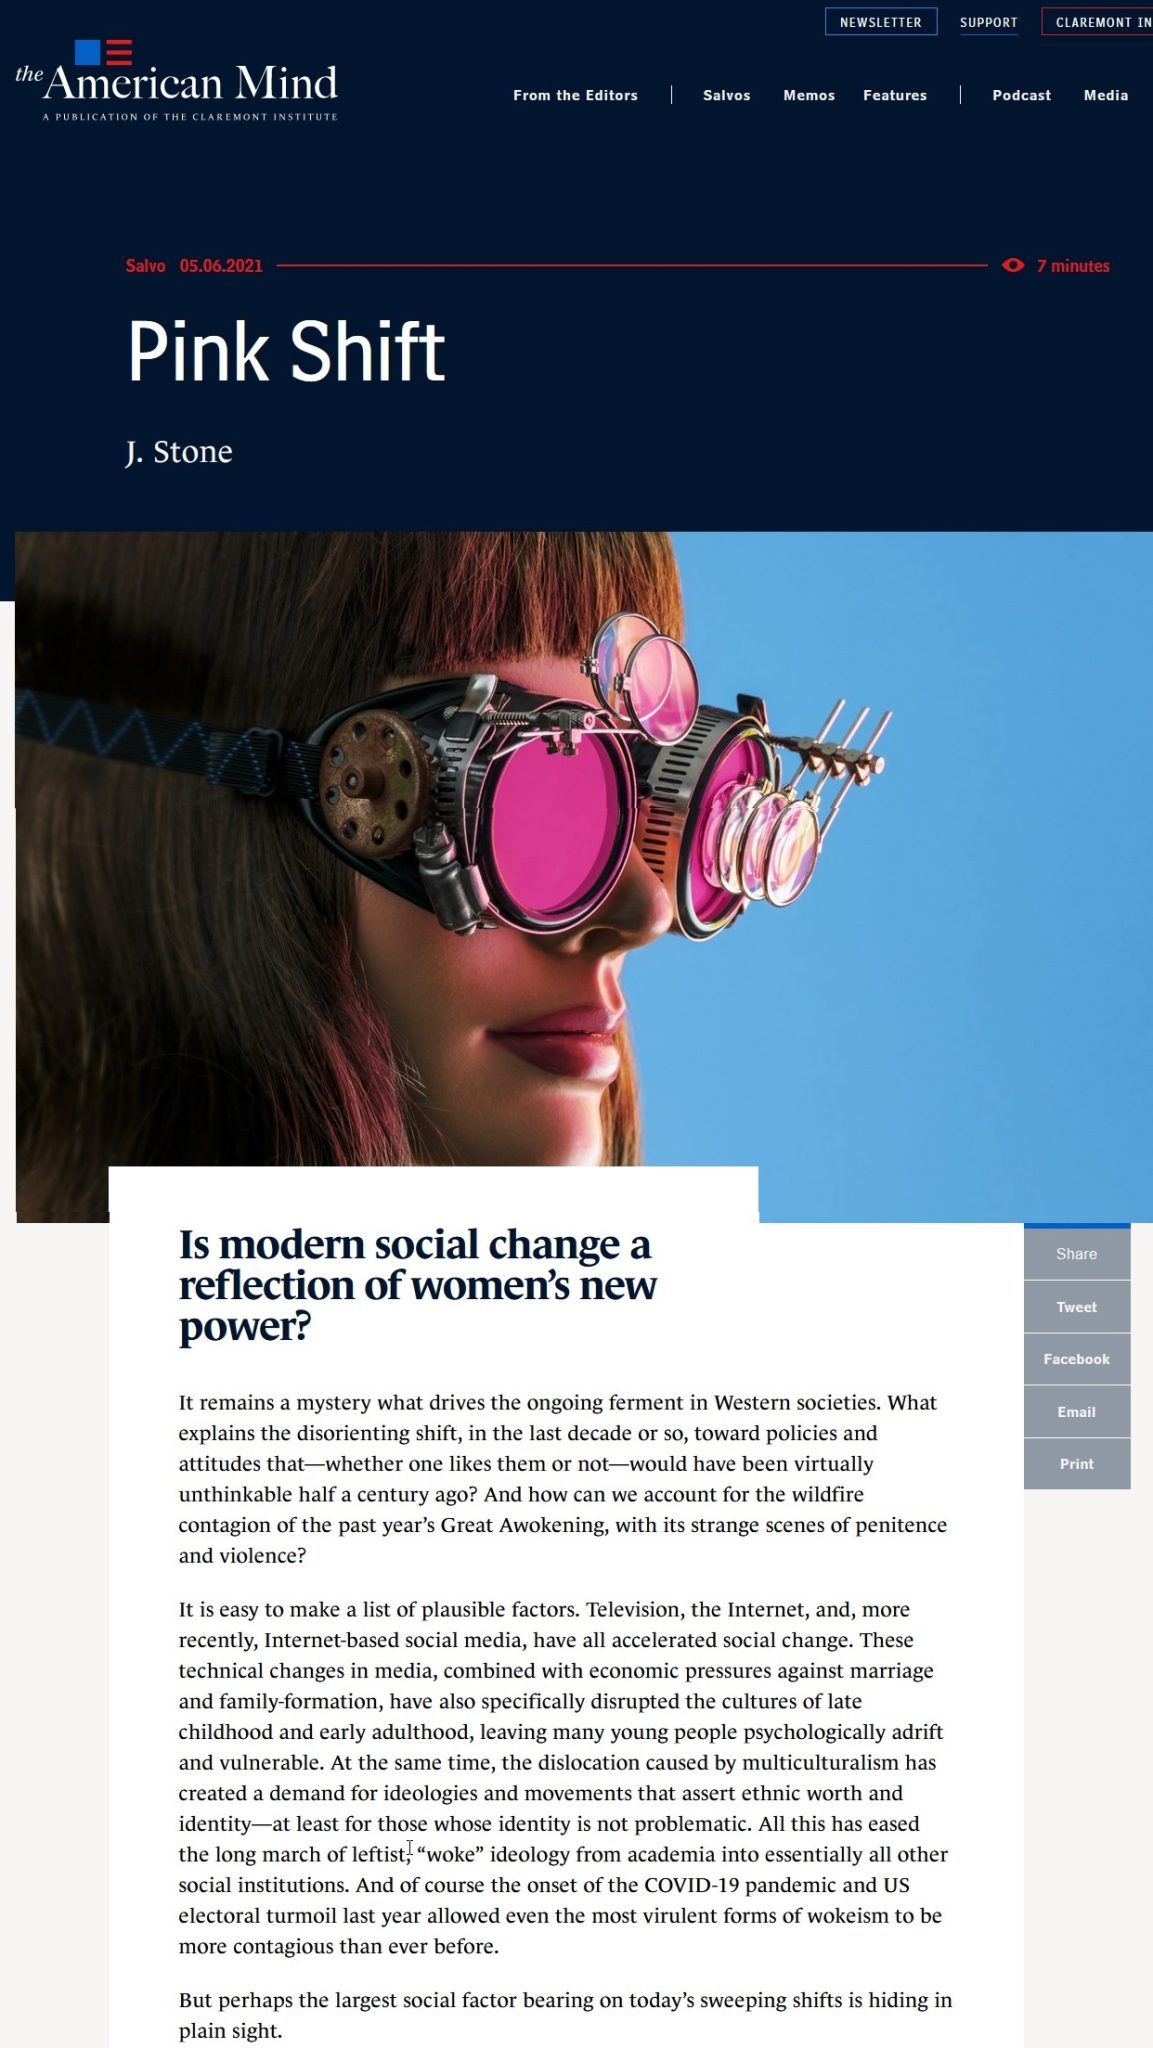 NEWSLETTER SUPPORT CLAREMONT IN
the American Mind
A PUBLICATION OF THE CLAREMONT INSTITUTE
From the Editors Salvos Memos Features Podcast Media
Salvo 05.06.2021 7 minutes
Pink Shift
J. Stone
Is modern social change a
reflection of women’s new
power?
Share
Tweet
Facebook
Email
Print
It remains a mystery what drives the ongoing ferment in Western societies. What
explains the disorienting shift, in the last decade or so, toward policies and
attitudes that—whether one likes them or not—would have been virtually
unthinkable half a century ago? And how can we account for the wildfire
contagion of the past year’s Great Awokening, with its strange scenes of penitence
and violence?
It is easy to make a list of plausible factors. Television, the Internet, and, more
recently, Internet-based social media, have all accelerated social change. These
technical changes in media, combined with economic pressures against marriage
and family-formation, have also specifically disrupted the cultures of late
childhood and early adulthood, leaving many young people psychologically adrift
and vulnerable. At the same time, the dislocation caused by multiculturalism has
created a demand for ideologies and movements that assert ethnic worth and
identity—at least for those whose identity is not problematic. All this has eased
the long march of leftist, “woke” ideology from academia into essentially all other
social institutions. And of course the onset of the COVID-19 pandemic and US
electoral turmoil last year allowed even the most virulent forms of wokeism to be
more contagious than ever before.
But perhaps the largest social factor bearing on today’s sweeping shifts is hiding in
plain sight.